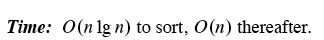 Time: O(n lg n) to sort, O(n) thereafter.